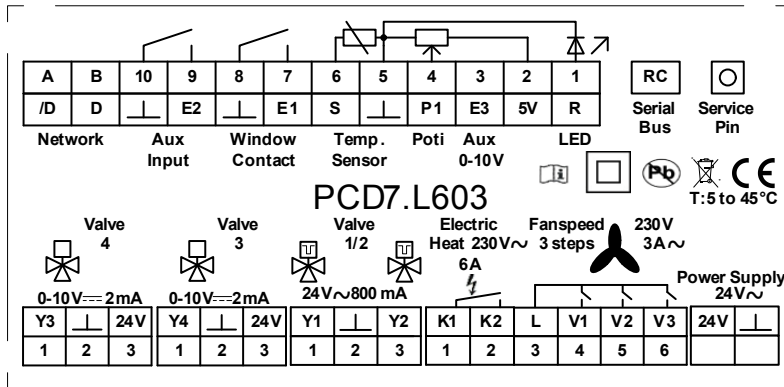 A B 10 9 8 7 6 5 4 3 2 1 RC
/D D ⊥ E2 ⊥ E1 S ⊥ P1 E3 5V R Serial Bus Service Pin
Network Aux Input Window Contact Temp. Sensor Poti Aux 0-10V LED
i Pb CE
T:5 to 45°C
PCD7.L603
Valve 4 Valve 3 Valve 1/2 Electric Heat 230V~ 6A Fanspeed 3 steps 230V 3A~
0-10V⎓2mA 0-10V⎓2mA 24V~800 mA Power Supply 24V~
Y3 ⊥ 24V Y4 ⊥ 24V Y1 ⊥ Y2 K1 K2 L V1 V2 V3 24V ⊥
1 2 3 1 2 3 1 2 3 1 2 3 4 5 6